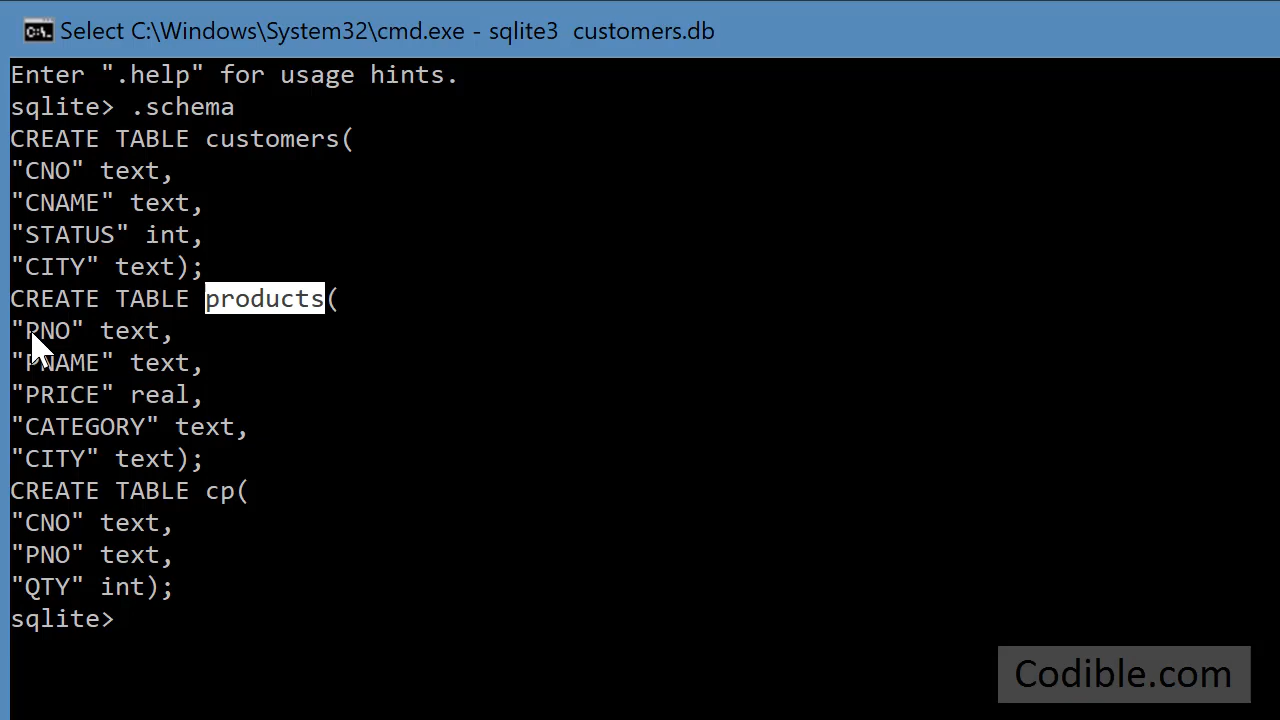 Select C:\Windows\System32\cmd.exe - sqlite3  customers.db
Enter ".help" for usage hints.
sqlite> .schema
CREATE TABLE customers(
"CNO" text,
"CNAME" text,
"STATUS" int,
"CITY" text);
CREATE TABLE products(
"PNO" text,
"PNAME" text,
"PRICE" real,
"CATEGORY" text,
"CITY" text);
CREATE TABLE cp(
"CNO" text,
"PNO" text,
"QTY" int);
sqlite>
Codible.com